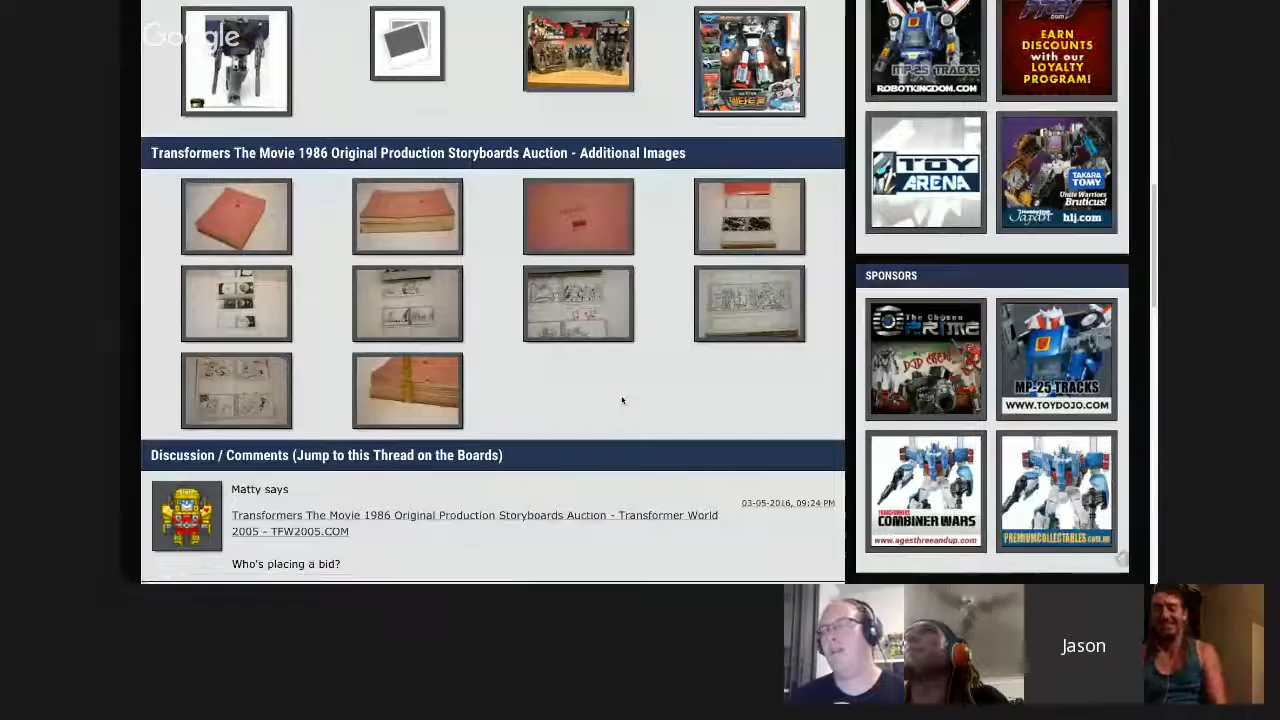 Google
MP-25 TRACKS
ROBOTKINGDOM.COM
EARN
DISCOUNTS
with our
LOYALTY
PROGRAM!
Transformers The Movie 1986 Original Production Storyboards Auction - Additional Images
TOY
ARENA
TAKARA
TOMY
Unite Warriors
Bruticus!
Japan
hlj.com
SPONSORS
The Chosen
PRIME
DJD CREW
MP-25 TRACKS
WWW.TOYDOJO.COM
Discussion / Comments (Jump to this Thread on the Boards)
Matty says
03-05-2016, 09:24 PM
Transformers The Movie 1986 Original Production Storyboards Auction - Transformer World
2005 - TFW2005.COM
Who's placing a bid?
TRANSFORMERS
COMBINER WARS
www.agesthreeandup.com
PREMIUMCOLLECTABLES.com.au
Jason